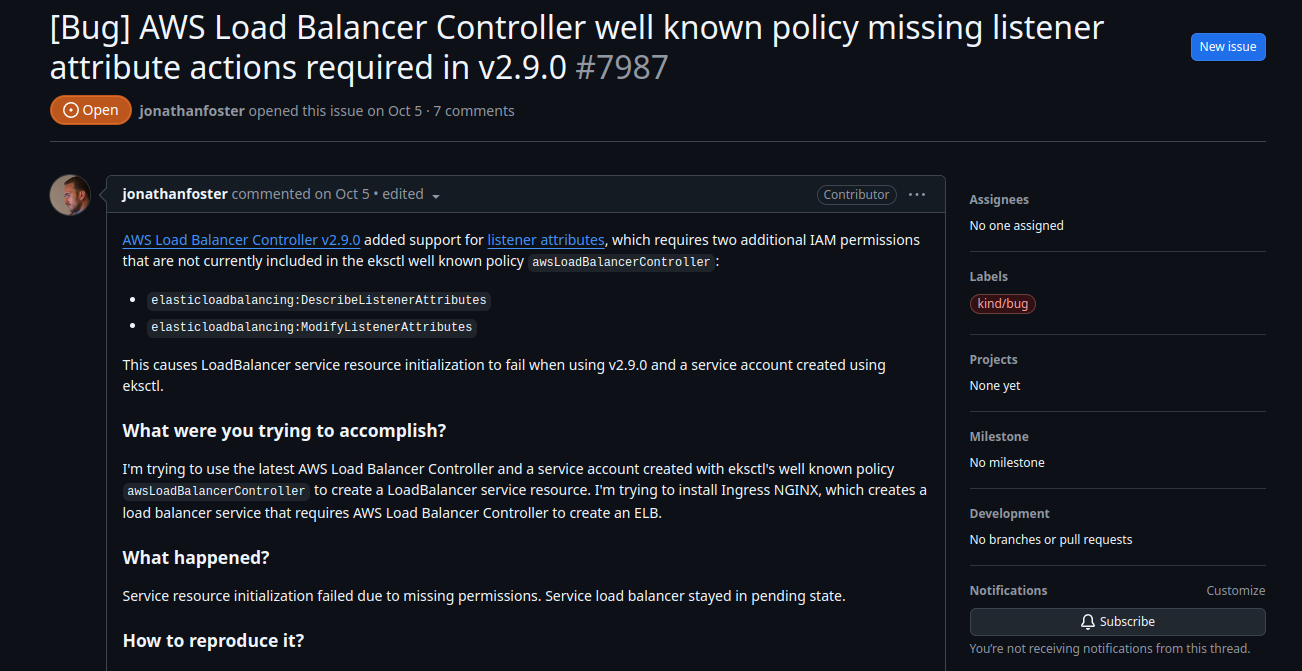 [Bug] AWS Load Balancer Controller well known policy missing listener
attribute actions required in v2.9.0 #7987
New issue
Open
jonathanfoster opened this issue on Oct 5 · 7 comments
jonathanfoster commented on Oct 5 • edited
Contributor
AWS Load Balancer Controller v2.9.0 added support for listener attributes, which requires two additional IAM permissions
that are not currently included in the eksctl well known policy awsLoadBalancerController:
• elasticloadbalancing:DescribeListenerAttributes
• elasticloadbalancing:ModifyListenerAttributes
This causes LoadBalancer service resource initialization to fail when using v2.9.0 and a service account created using
eksctl.
What were you trying to accomplish?
I'm trying to use the latest AWS Load Balancer Controller and a service account created with eksctl's well known policy
awsLoadBalancerController to create a LoadBalancer service resource. I'm trying to install Ingress NGINX, which creates a
load balancer service that requires AWS Load Balancer Controller to create an ELB.
What happened?
Service resource initialization failed due to missing permissions. Service load balancer stayed in pending state.
How to reproduce it?
Assignees
No one assigned
Labels
kind/bug
Projects
None yet
Milestone
No milestone
Development
No branches or pull requests
Notifications
Customize
Subscribe
You're not receiving notifications from this thread.